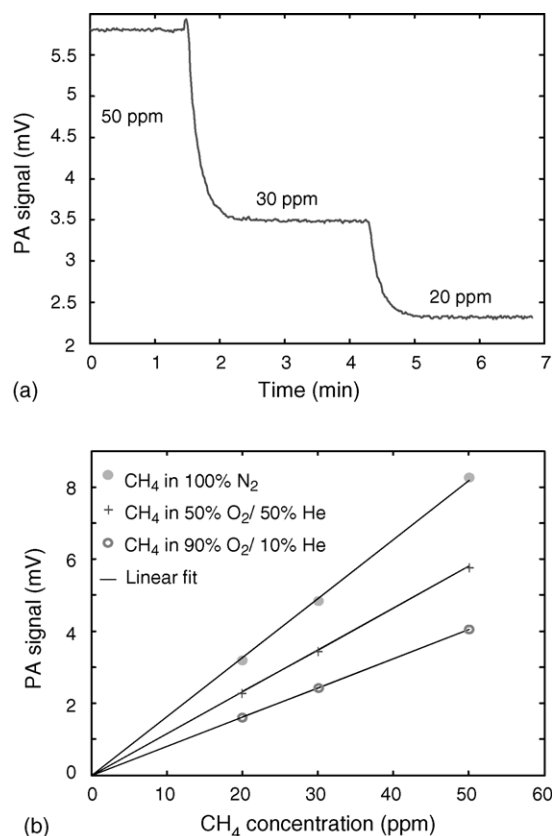 5.5
5
4.5
4
3.5
3
2.5
2
PA signal (mV)
50 ppm
30 ppm
20 ppm
0 1 2 3 4 5 6 7
Time (min)
(a)
8
6
4
2
0
PA signal (mV)
CH₄ in 100% N₂
CH₄ in 50% O₂/ 50% He
CH₄ in 90% O₂/ 10% He
Linear fit
0 10 20 30 40 50 60
CH₄ concentration (ppm)
(b)